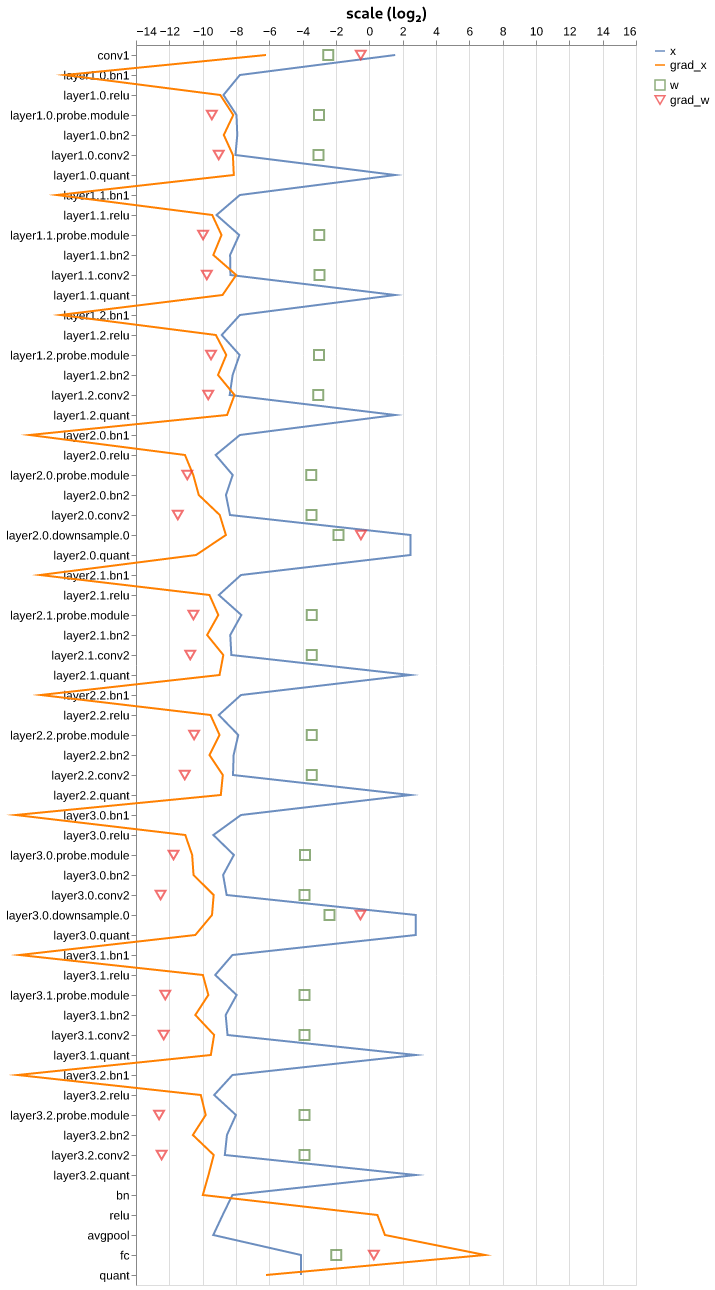 scale (log₂)
−14 −12 −10 −8 −6 −4 −2 0 2 4 6 8 10 12 14 16
x
grad_x
w
grad_w
conv1
layer1.0.bn1
layer1.0.relu
layer1.0.probe.module
layer1.0.bn2
layer1.0.conv2
layer1.0.quant
layer1.1.bn1
layer1.1.relu
layer1.1.probe.module
layer1.1.bn2
layer1.1.conv2
layer1.1.quant
layer1.2.bn1
layer1.2.relu
layer1.2.probe.module
layer1.2.bn2
layer1.2.conv2
layer1.2.quant
layer2.0.bn1
layer2.0.relu
layer2.0.probe.module
layer2.0.bn2
layer2.0.conv2
layer2.0.downsample.0
layer2.0.quant
layer2.1.bn1
layer2.1.relu
layer2.1.probe.module
layer2.1.bn2
layer2.1.conv2
layer2.1.quant
layer2.2.bn1
layer2.2.relu
layer2.2.probe.module
layer2.2.bn2
layer2.2.conv2
layer2.2.quant
layer3.0.bn1
layer3.0.relu
layer3.0.probe.module
layer3.0.bn2
layer3.0.conv2
layer3.0.downsample.0
layer3.0.quant
layer3.1.bn1
layer3.1.relu
layer3.1.probe.module
layer3.1.bn2
layer3.1.conv2
layer3.1.quant
layer3.2.bn1
layer3.2.relu
layer3.2.probe.module
layer3.2.bn2
layer3.2.conv2
layer3.2.quant
bn
relu
avgpool
fc
quant